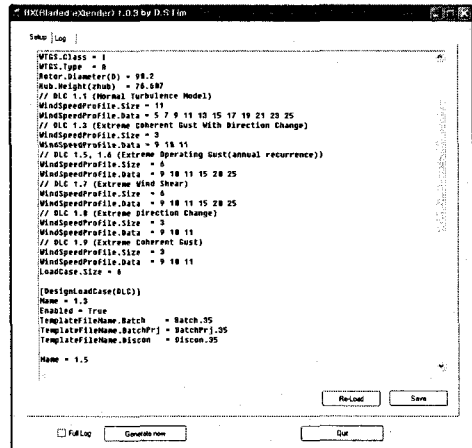 BX(Bladed eXtender) 1.0.3 by D.S Lim
Setup Log
WTGS.Class = I
WTGS.Type = A
Rotor.Diameter(D) = 90.2
Hub.Height(zhub) = 76.607
// DLC 1.1 (Normal Turbulence Model)
WindSpeedProfile.Size = 11
WindSpeedProfile.Data = 5 7 9 11 13 15 17 19 21 23 25
// DLC 1.3 (Extreme Coherent Gust With Direction Change)
WindSpeedProfile.Size = 3
WindSpeedProfile.Data = 9 10 11
// DLC 1.5, 1.6 (Extreme Operating Gust(annual recurrence))
WindSpeedProfile.Size = 6
WindSpeedProfile.Data = 9 10 11 15 20 25
// DLC 1.7 (Extreme Wind Shear)
WindSpeedProfile.Size = 6
WindSpeedProfile.Data = 9 10 11 15 20 25
// DLC 1.8 (Extreme Direction Change)
WindSpeedProfile.Size = 3
WindSpeedProfile.Data = 9 10 11
// DLC 1.9 (Extreme Coherent Gust)
WindSpeedProfile.Size = 3
WindSpeedProfile.Data = 9 10 11
LoadCase.Size = 6
[DesignLoadCase(DLC)]
Name = 1.3
Enabled = True
TemplateFileName.Batch = Batch.35
TemplateFileName.BatchPrj = BatchPrj.35
TemplateFileName.Discon = Discon.35
Name = 1.5
Re-Load Save
Full Log Generate now Quit